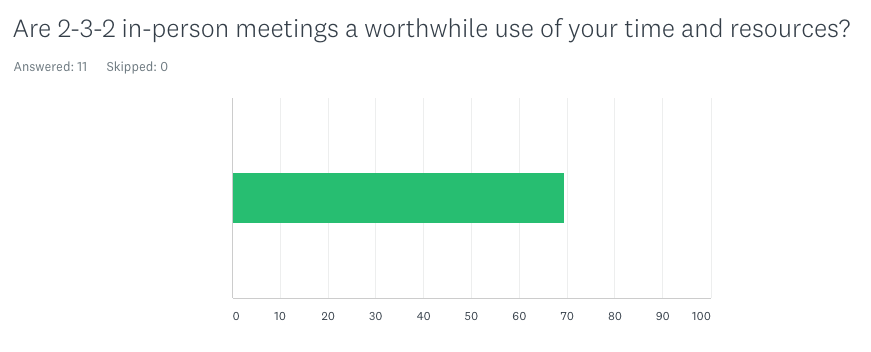 Are 2-3-2 in-person meetings a worthwhile use of your time and resources?
Answered: 11 Skipped: 0
0 10 20 30 40 50 60 70 80 90 100